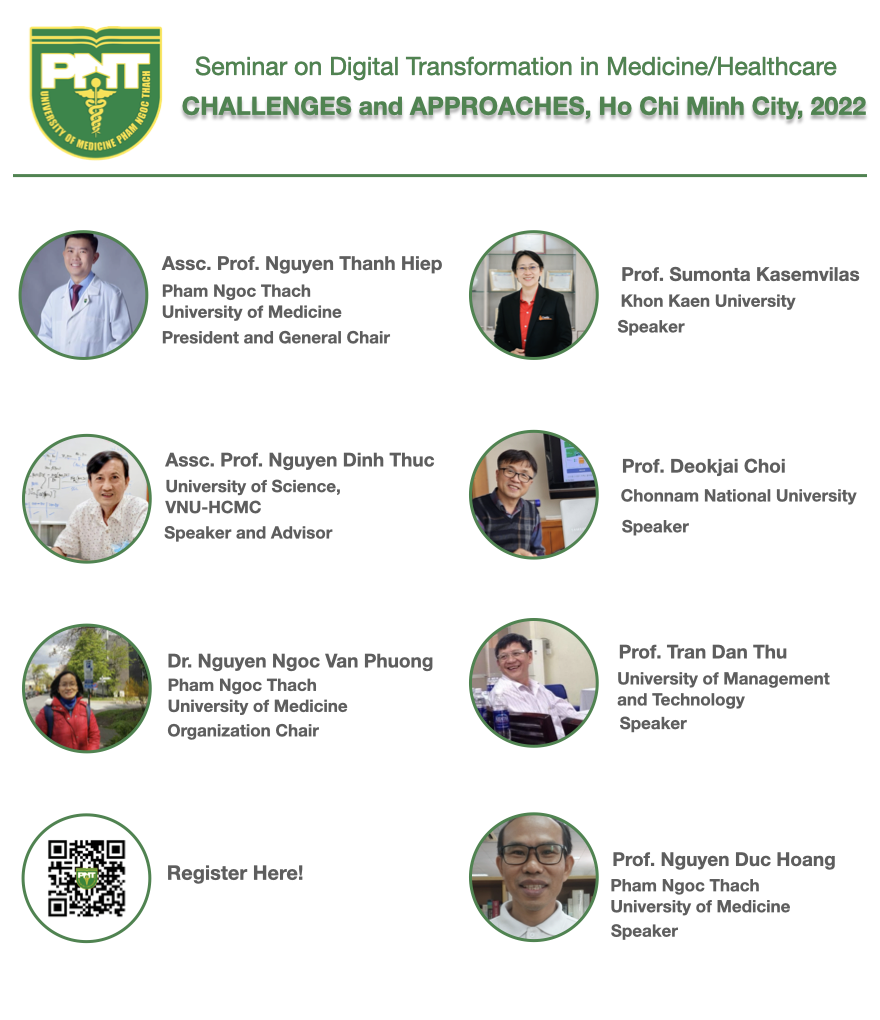 PNT
UNIVERSITY OF MEDICINE PHAM NGOC THACH
Seminar on Digital Transformation in Medicine/Healthcare
CHALLENGES and APPROACHES, Ho Chi Minh City, 2022
Assc. Prof. Nguyen Thanh Hiep
Pham Ngoc Thach
University of Medicine
President and General Chair
Prof. Sumonta Kasemvilas
Khon Kaen University
Speaker
Assc. Prof. Nguyen Dinh Thuc
University of Science,
VNU-HCMC
Speaker and Advisor
Prof. Deokjai Choi
Chonnam National University
Speaker
Dr. Nguyen Ngoc Van Phuong
Pham Ngoc Thach
University of Medicine
Organization Chair
Prof. Tran Dan Thu
University of Management
and Technology
Speaker
PNT
Register Here!
Prof. Nguyen Duc Hoang
Pham Ngoc Thach
University of Medicine
Speaker